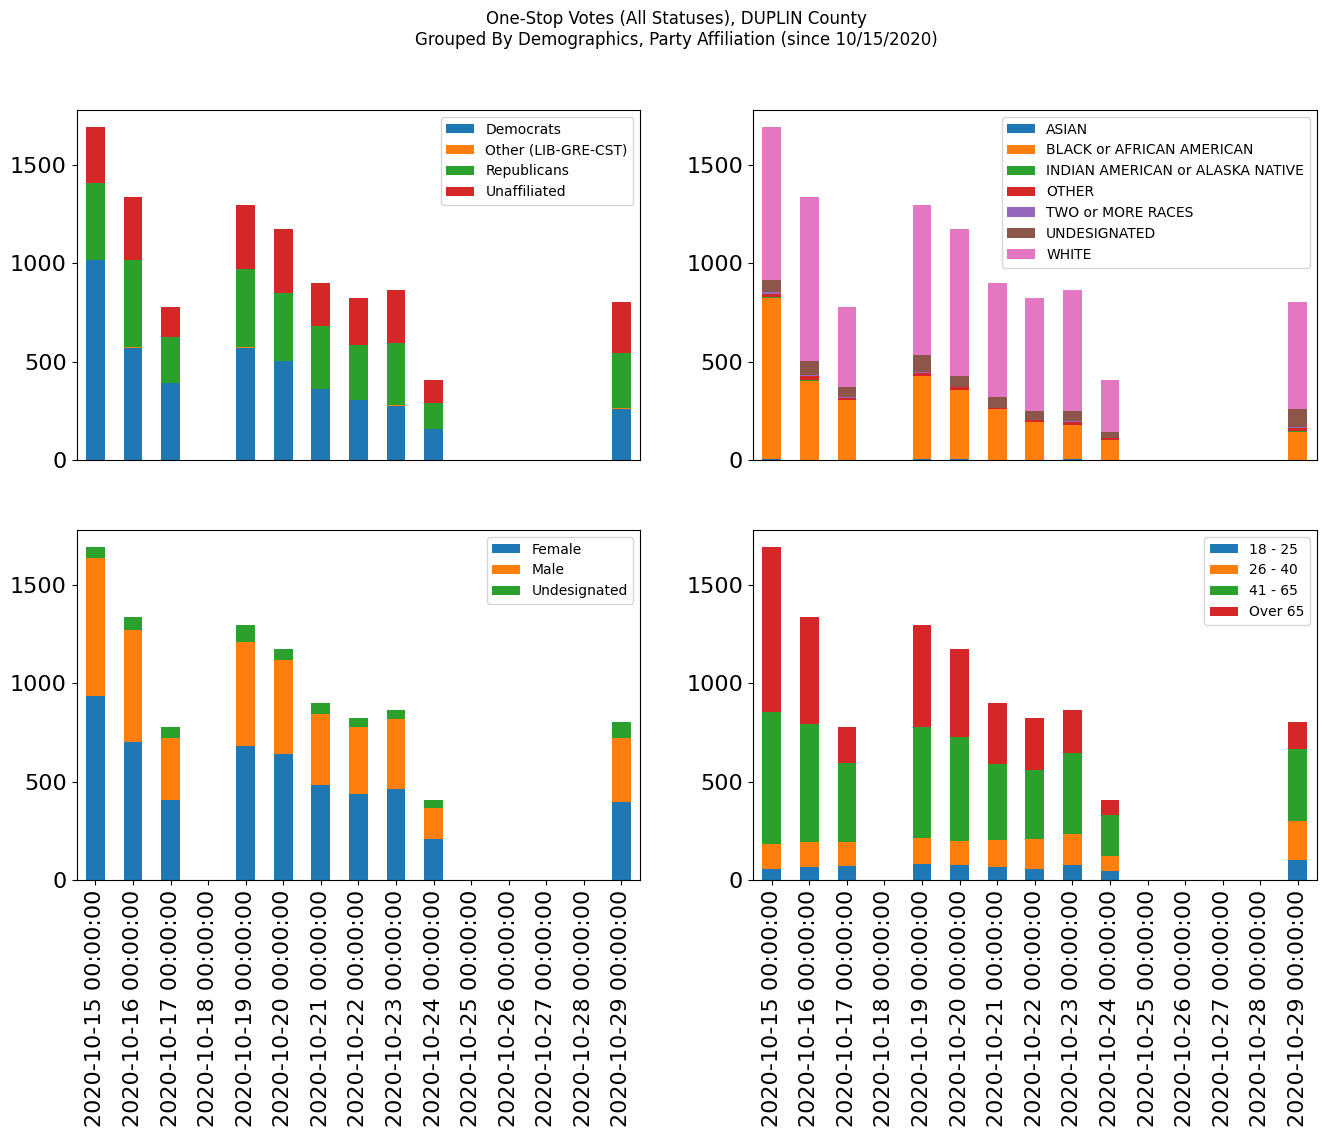 One-Stop Votes (All Statuses), DUPLIN County
Grouped By Demographics, Party Affiliation (since 10/15/2020)
1500
1000
500
0
Democrats
Other (LIB-GRE-CST)
Republicans
Unaffiliated
1500
1000
500
0
ASIAN
BLACK or AFRICAN AMERICAN
INDIAN AMERICAN or ALASKA NATIVE
OTHER
TWO or MORE RACES
UNDESIGNATED
WHITE
1500
1000
500
0
Female
Male
Undesignated
2020-10-15 00:00:00
2020-10-16 00:00:00
2020-10-17 00:00:00
2020-10-18 00:00:00
2020-10-19 00:00:00
2020-10-20 00:00:00
2020-10-21 00:00:00
2020-10-22 00:00:00
2020-10-23 00:00:00
2020-10-24 00:00:00
2020-10-25 00:00:00
2020-10-26 00:00:00
2020-10-27 00:00:00
2020-10-28 00:00:00
2020-10-29 00:00:00
1500
1000
500
0
18 - 25
26 - 40
41 - 65
Over 65
2020-10-15 00:00:00
2020-10-16 00:00:00
2020-10-17 00:00:00
2020-10-18 00:00:00
2020-10-19 00:00:00
2020-10-20 00:00:00
2020-10-21 00:00:00
2020-10-22 00:00:00
2020-10-23 00:00:00
2020-10-24 00:00:00
2020-10-25 00:00:00
2020-10-26 00:00:00
2020-10-27 00:00:00
2020-10-28 00:00:00
2020-10-29 00:00:00